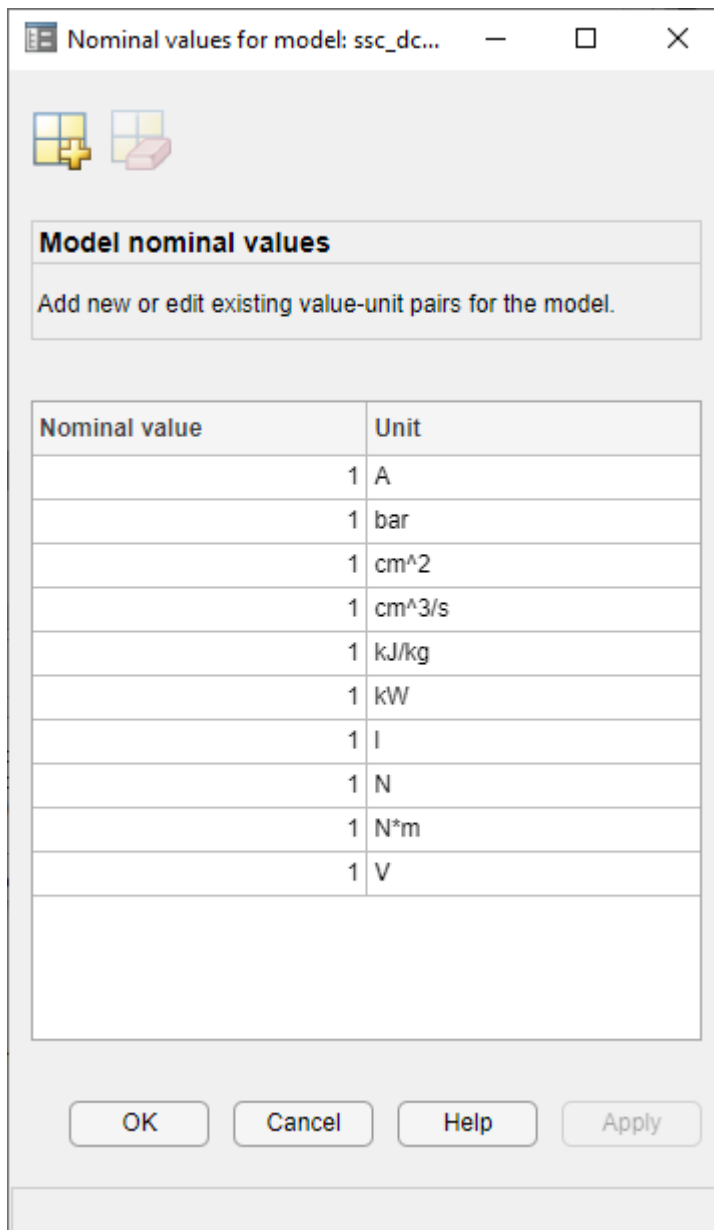 Nominal values for model: ssc_dc...
Model nominal values
Add new or edit existing value-unit pairs for the model.
Nominal value Unit
1 A
1 bar
1 cm^2
1 cm^3/s
1 kJ/kg
1 kW
1 l
1 N
1 N*m
1 V
OK Cancel Help Apply